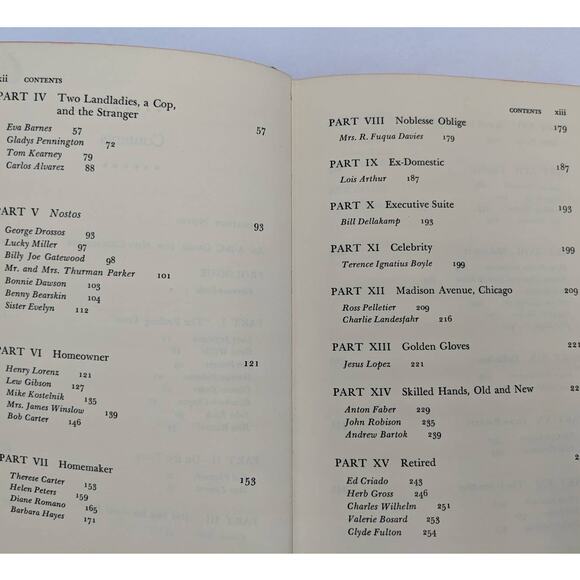 xii CONTENTS
PART IV Two Landladies, a Cop,
and the Stranger 57
Eva Barnes 57
Gladys Pennington 72
Tom Kearney 79
Carlos Alvarez 88
PART V Nostos 93
George Drossos 93
Lucky Miller 97
Billy Joe Gatewood 98
Mr. and Mrs. Thurman Parker 101
Bonnie Dawson 103
Benny Bearskin 104
Sister Evelyn 112
PART VI Homeowner 121
Henry Lorenz 121
Lew Gibson 127
Mike Kostelnik 135
Mrs. James Winslow 139
Bob Carter 146
PART VII Homemaker 153
Therese Carter 153
Helen Peters 159
Diane Romano 165
Barbara Hayes 171
CONTENTS xiii
PART VIII Noblesse Oblige 179
Mrs. R. Fuqua Davies 179
PART IX Ex-Domestic 187
Lois Arthur 187
PART X Executive Suite 193
Bill Dellakamp 193
PART XI Celebrity 199
Terence Ignatius Boyle 199
PART XII Madison Avenue, Chicago 209
Ross Pelletier 209
Charlie Landesfahr 216
PART XIII Golden Gloves 221
Jesus Lopez 221
PART XIV Skilled Hands, Old and New 22
Anton Faber 229
John Robison 235
Andrew Bartok 239
PART XV Retired 2
Ed Criado 243
Herb Gross 246
Charles Wilhelm 251
Valerie Bosard 253
Clyde Fulton 254